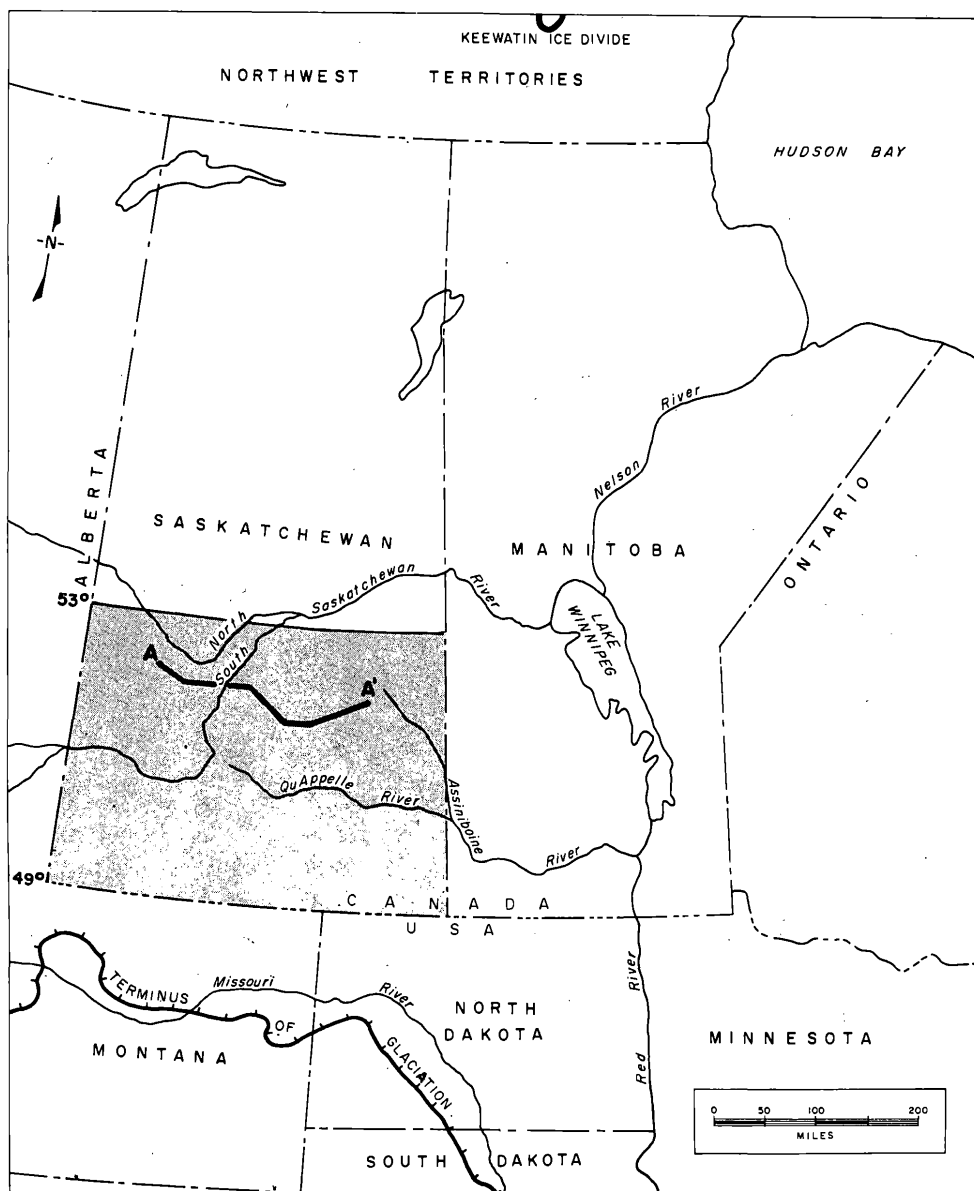 KEEWATIN ICE DIVIDE
NORTHWEST TERRITORIES
HUDSON BAY
-N-
River
Nelson
ALBERTA
SASKATCHEWAN
MANITOBA
ONTARIO
53°
Saskatchewan
River
North
South
LAKE
WINNIPEG
A
A'
Qu'Appelle
River
Assiniboine
River
49°
CANADA
USA
TERMINUS
OF
GLACIATION
Missouri
River
NORTH
DAKOTA
Red
River
MONTANA
MINNESOTA
SOUTH DAKOTA
0 50 100 200
MILES